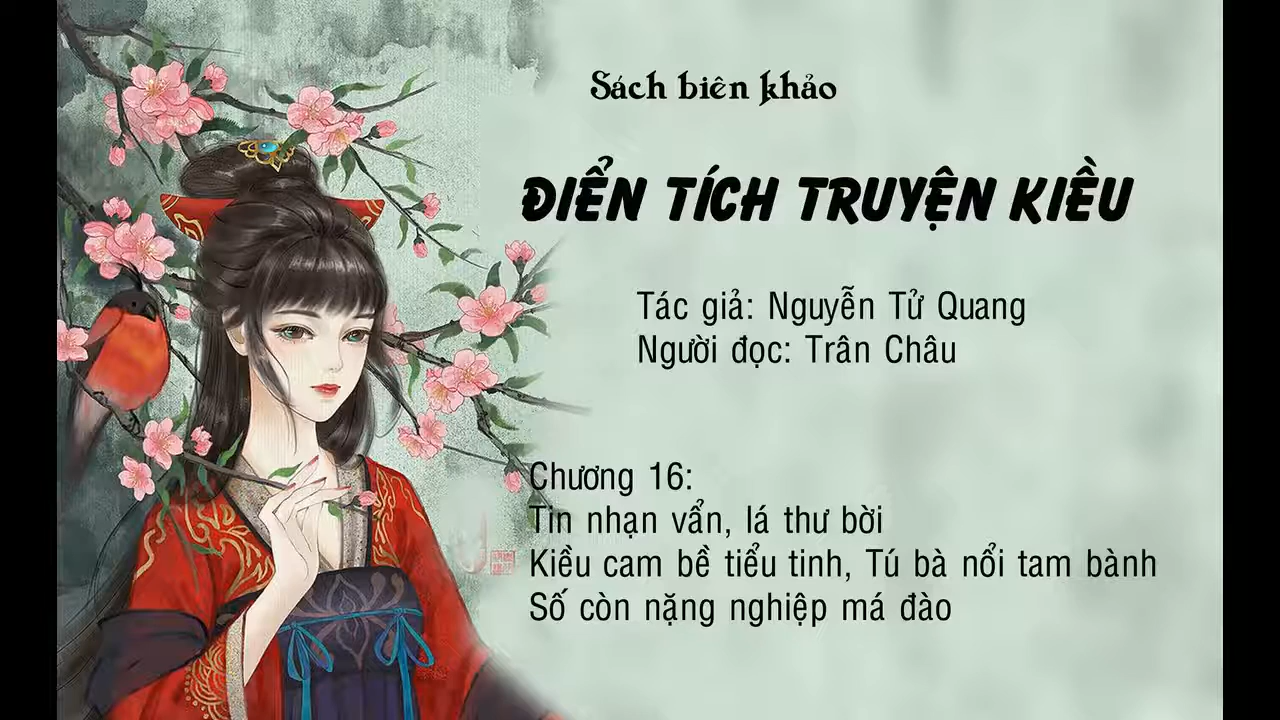 Sách biên khảo
ĐIỂN TÍCH TRUYỆN KIỀU
Tác giả: Nguyễn Tử Quang
Người đọc: Trân Châu
Chương 16:
Tin nhạn vẩn, lá thư bời
Kiều cam bề tiểu tinh, Tú bà nổi tam bành
Số còn nặng nghiệp má đào